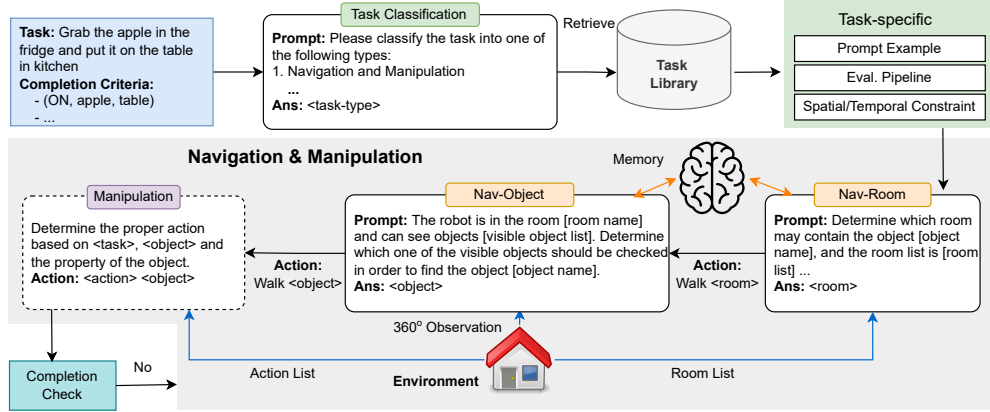 Task: Grab the apple in the
fridge and put it on the table
in kitchen
Completion Criteria:
- (ON, apple, table)
- ...
Task Classification
Prompt: Please classify the task into one of
the following types:
1. Navigation and Manipulation
...
Ans: <task-type>
Retrieve
Task
Library
Task-specific
Prompt Example
Eval. Pipeline
Spatial/Temporal Constraint
Navigation & Manipulation
Memory
Manipulation
Determine the proper action
based on <task>, <object> and
the property of the object.
Action: <action> <object>
Action:
Walk <object>
Nav-Object
Prompt: The robot is in the room [room name]
and can see objects [visible object list]. Determine
which one of the visible objects should be checked
in order to find the object [object name].
Ans: <object>
Action:
Walk <room>
Nav-Room
Prompt: Determine which room
may contain the object [object
name], and the room list is [room
list] ...
Ans: <room>
360° Observation
Action List
Environment
Room List
Completion
Check
No